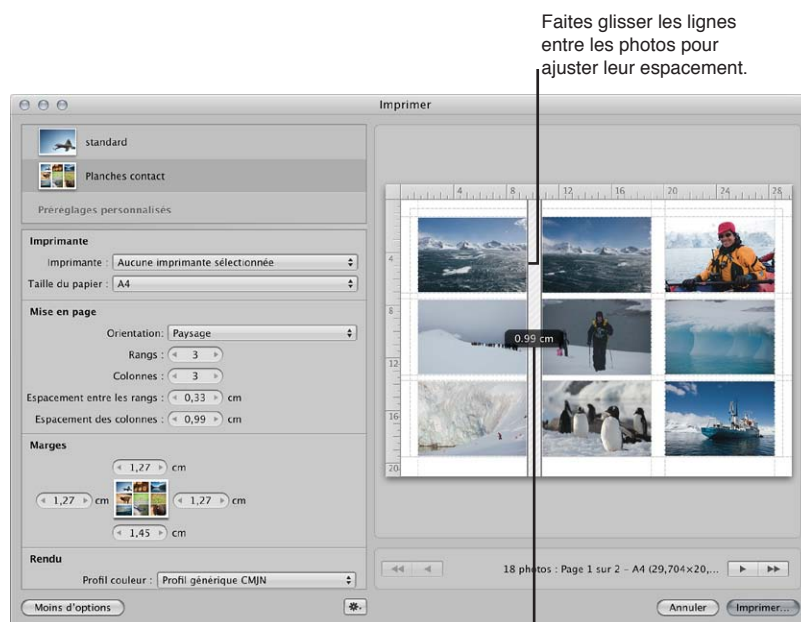 Faites glisser les lignes
entre les photos pour
ajuster leur espacement.
Imprimer
standard
Planches contact
Préréglages personnalisés
Imprimante
Imprimante : Aucune imprimante sélectionnée
Taille du papier : A4
Mise en page
Orientation: Paysage
Rangs : 3
Colonnes : 3
Espacement entre les rangs : 0,33 cm
Espacement des colonnes : 0,99 cm
Marges
1,27 cm
1,27 cm 1,27 cm
1,45 cm
Rendu
Profil couleur : Profil générique CMJN
Moins d'options
4 8 12 16 20 24 28
4
8
12
16
20
0.99 cm
18 photos : Page 1 sur 2 – A4 (29,704×20,...
Annuler Imprimer...